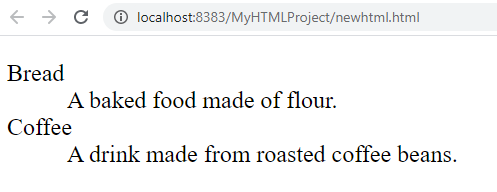 localhost:8383/MyHTMLProject/newhtml.html
Bread
A baked food made of flour.
Coffee
A drink made from roasted coffee beans.